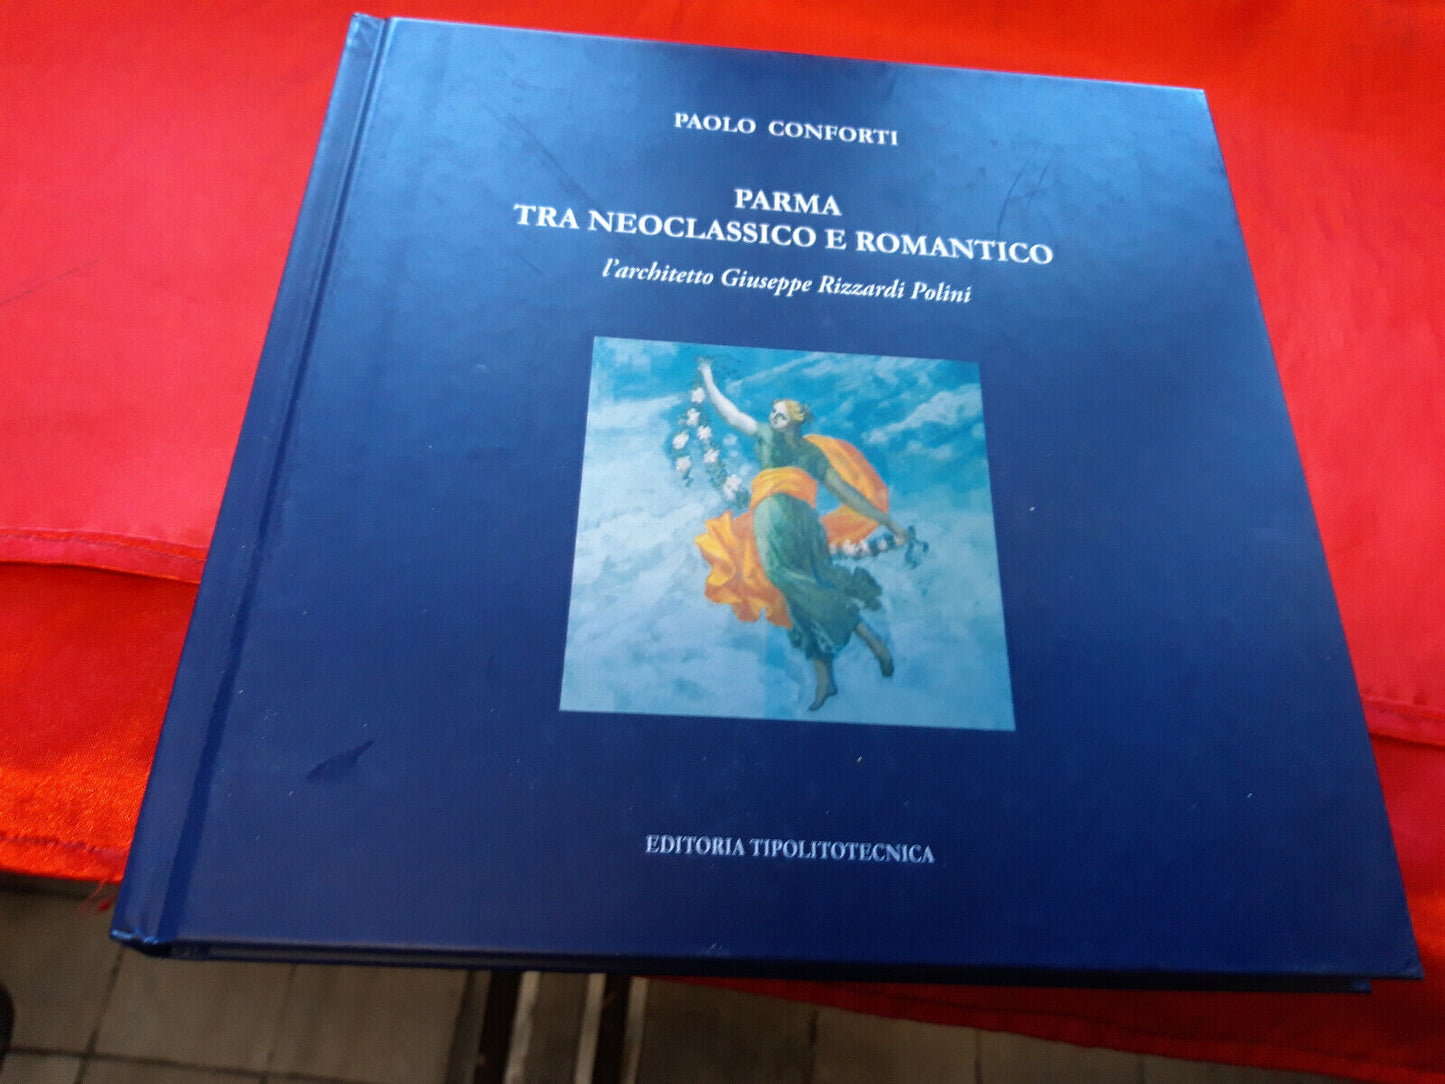 PAOLO CONFORTI
PARMA
TRA NEOCLASSICO E ROMANTICO
l'architetto Giuseppe Rizzardi Polini
EDITORIA TIPOLITOTECNICA